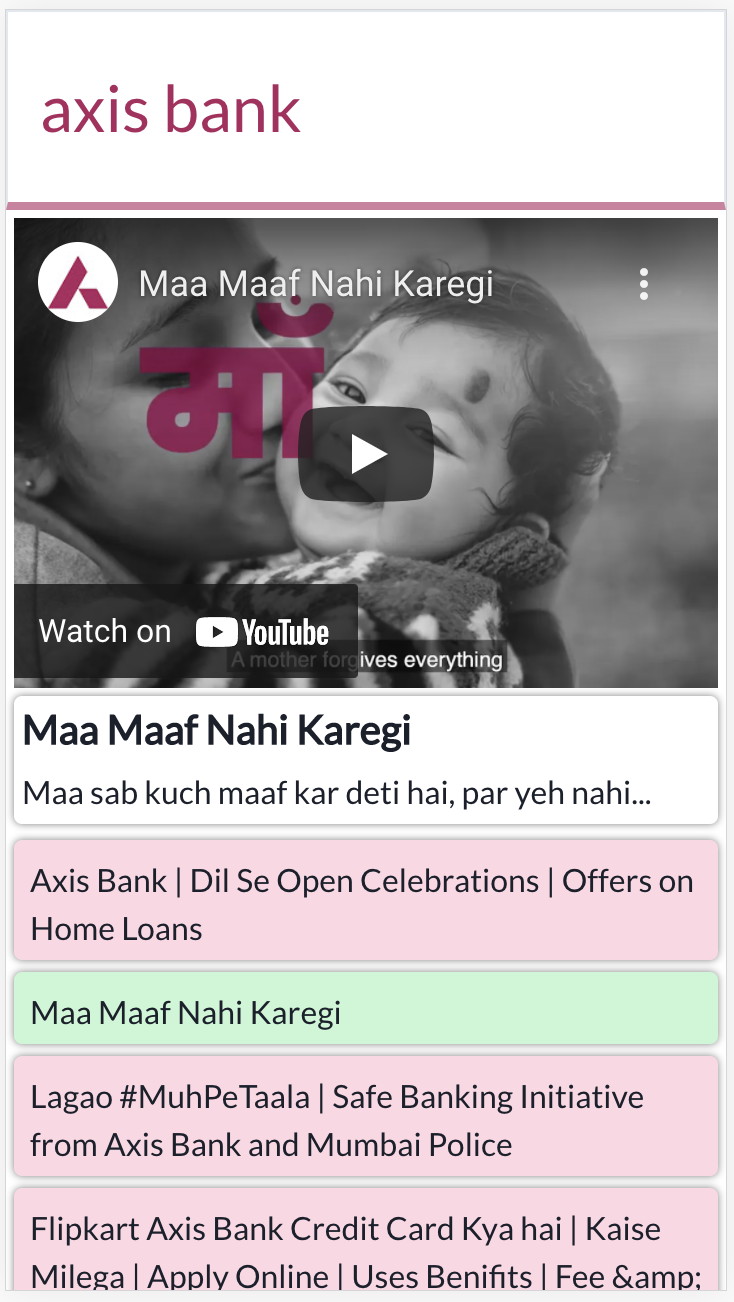 axis bank
Maa Maaf Nahi Karegi
माँ
Watch on YouTube
A mother forgives everything
Maa Maaf Nahi Karegi
Maa sab kuch maaf kar deti hai, par yeh nahi...
Axis Bank | Dil Se Open Celebrations | Offers on
Home Loans
Maa Maaf Nahi Karegi
Lagao #MuhPeTaala | Safe Banking Initiative
from Axis Bank and Mumbai Police
Flipkart Axis Bank Credit Card Kya hai | Kaise
Milega | Apply Online | Uses Benifits | Fee &amp;